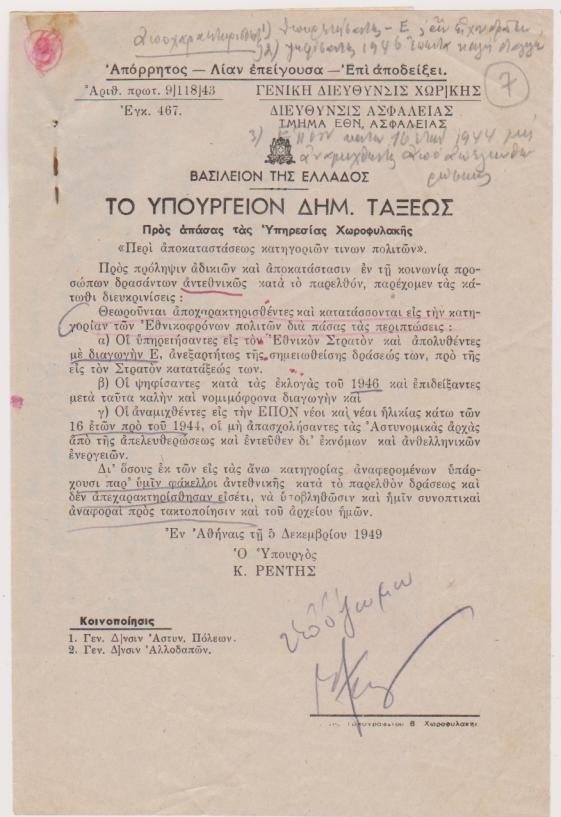 Ἀποχαρακτηρισθ
1946
Ἀπόρρητος — Λίαν ἐπείγουσα — Ἐπὶ ἀποδείξει.
7
Ἀριθ. πρωτ. 9]118]43
ΓΕΝΙΚΗ ΔΙΕΥΘΥΝΣΙΣ ΧΩΡ]ΚΗΣ
Ἐγκ. 467.
ΔΙΕΥΘΥΝΣΙΣ ΑΣΦΑΛΕΙΑΣ
ΤΜΗΜΑ ΕΘΝ. ΑΣΦΑΛΕΙΑΣ
3) ΕΠΟΝ κατω 16 ετων 1944
ΒΑΣΙΛΕΙΟΝ ΤΗΣ ΕΛΛΑΔΟΣ
ΤΟ ΥΠΟΥΡΓΕΙΟΝ ΔΗΜ. ΤΑΞΕΩΣ
Πρὸς ἁπάσας τὰς Ὑπηρεσίας Χωροφυλακῆς
«Περὶ ἀποκαταστάσεως κατηγοριῶν τινων πολιτῶν».
Πρὸς πρόληψιν ἀδικιῶν καὶ ἀποκατάστασιν ἐν τῇ κοινωνίᾳ προ-
σώπων δρασάντων ἀντεθνικῶς κατὰ τὸ παρελθόν, παρέχομεν τὰς κά-
τωθι διευκρινίσεις :
Θεωροῦνται ἀποχαρακτηρισθέντες καὶ κατατάσσονται εἰς τὴν κατη-
γορίαν τῶν Ἐθνικοφρόνων πολιτῶν διὰ πάσας τὰς περιπτώσεις :
α) Οἱ ὑπηρετήσαντες εἰς τὸν Ἐθνικὸν Στρατὸν καὶ ἀπολυθέντες
μὲ διαγωγὴν Ε, ἀνεξαρτήτως τῆς σημειωθείσης δράσεώς των, πρὸ τῆς
εἰς τὸν Στρατὸν κατατάξεώς των.
β) Οἱ ψηφίσαντες κατὰ τὰς ἐκλογὰς τοῦ 1946 καὶ ἐπιδείξαντες
μετὰ ταῦτα καλὴν καὶ νομιμόφρονα διαγωγὴν καὶ
γ) Οἱ ἀναμιχθέντες εἰς τὴν ΕΠΟΝ νέοι καὶ νέαι ἡλικίας κάτω τῶν
16 ἐτῶν πρὸ τοῦ 1944, οἱ μὴ ἀπασχολήσαντες τὰς Ἀστυνομικὰς ἀρχὰς
ἀπὸ τῆς ἀπελευθερώσεως καὶ ἐντεῦθεν δι' ἐκνόμων καὶ ἀνθελληνικῶν
ἐνεργειῶν.
Δι' ὅσους ἐκ τῶν εἰς τὰς ἄνω κατηγορίας ἀναφερομένων ὑπάρ-
χουσι παρ' ὑμῖν φάκελλοι ἀντεθνικῆς κατὰ τὸ παρελθὸν δράσεως καὶ
δὲν ἀπεχαρακτηρίσθησαν εἰσέτι, νὰ ὑποβληθῶσιν καὶ ἡμῖν συνοπτικαὶ
ἀναφοραὶ πρὸς τακτοποίησιν καὶ τοῦ ἀρχείου ἡμῶν.
Ἐν Ἀθήναις τῇ 5 Δεκεμβρίου 1949
Ὁ Ὑπουργὸς
Κ. ΡΕΝΤΗΣ
Κοινοποίησις
1. Γεν. Δ]νσιν Ἀστυν. Πόλεων.
2. Γεν. Δ]νσιν Ἀλλοδαπῶν.
Χωροφυλακῆς